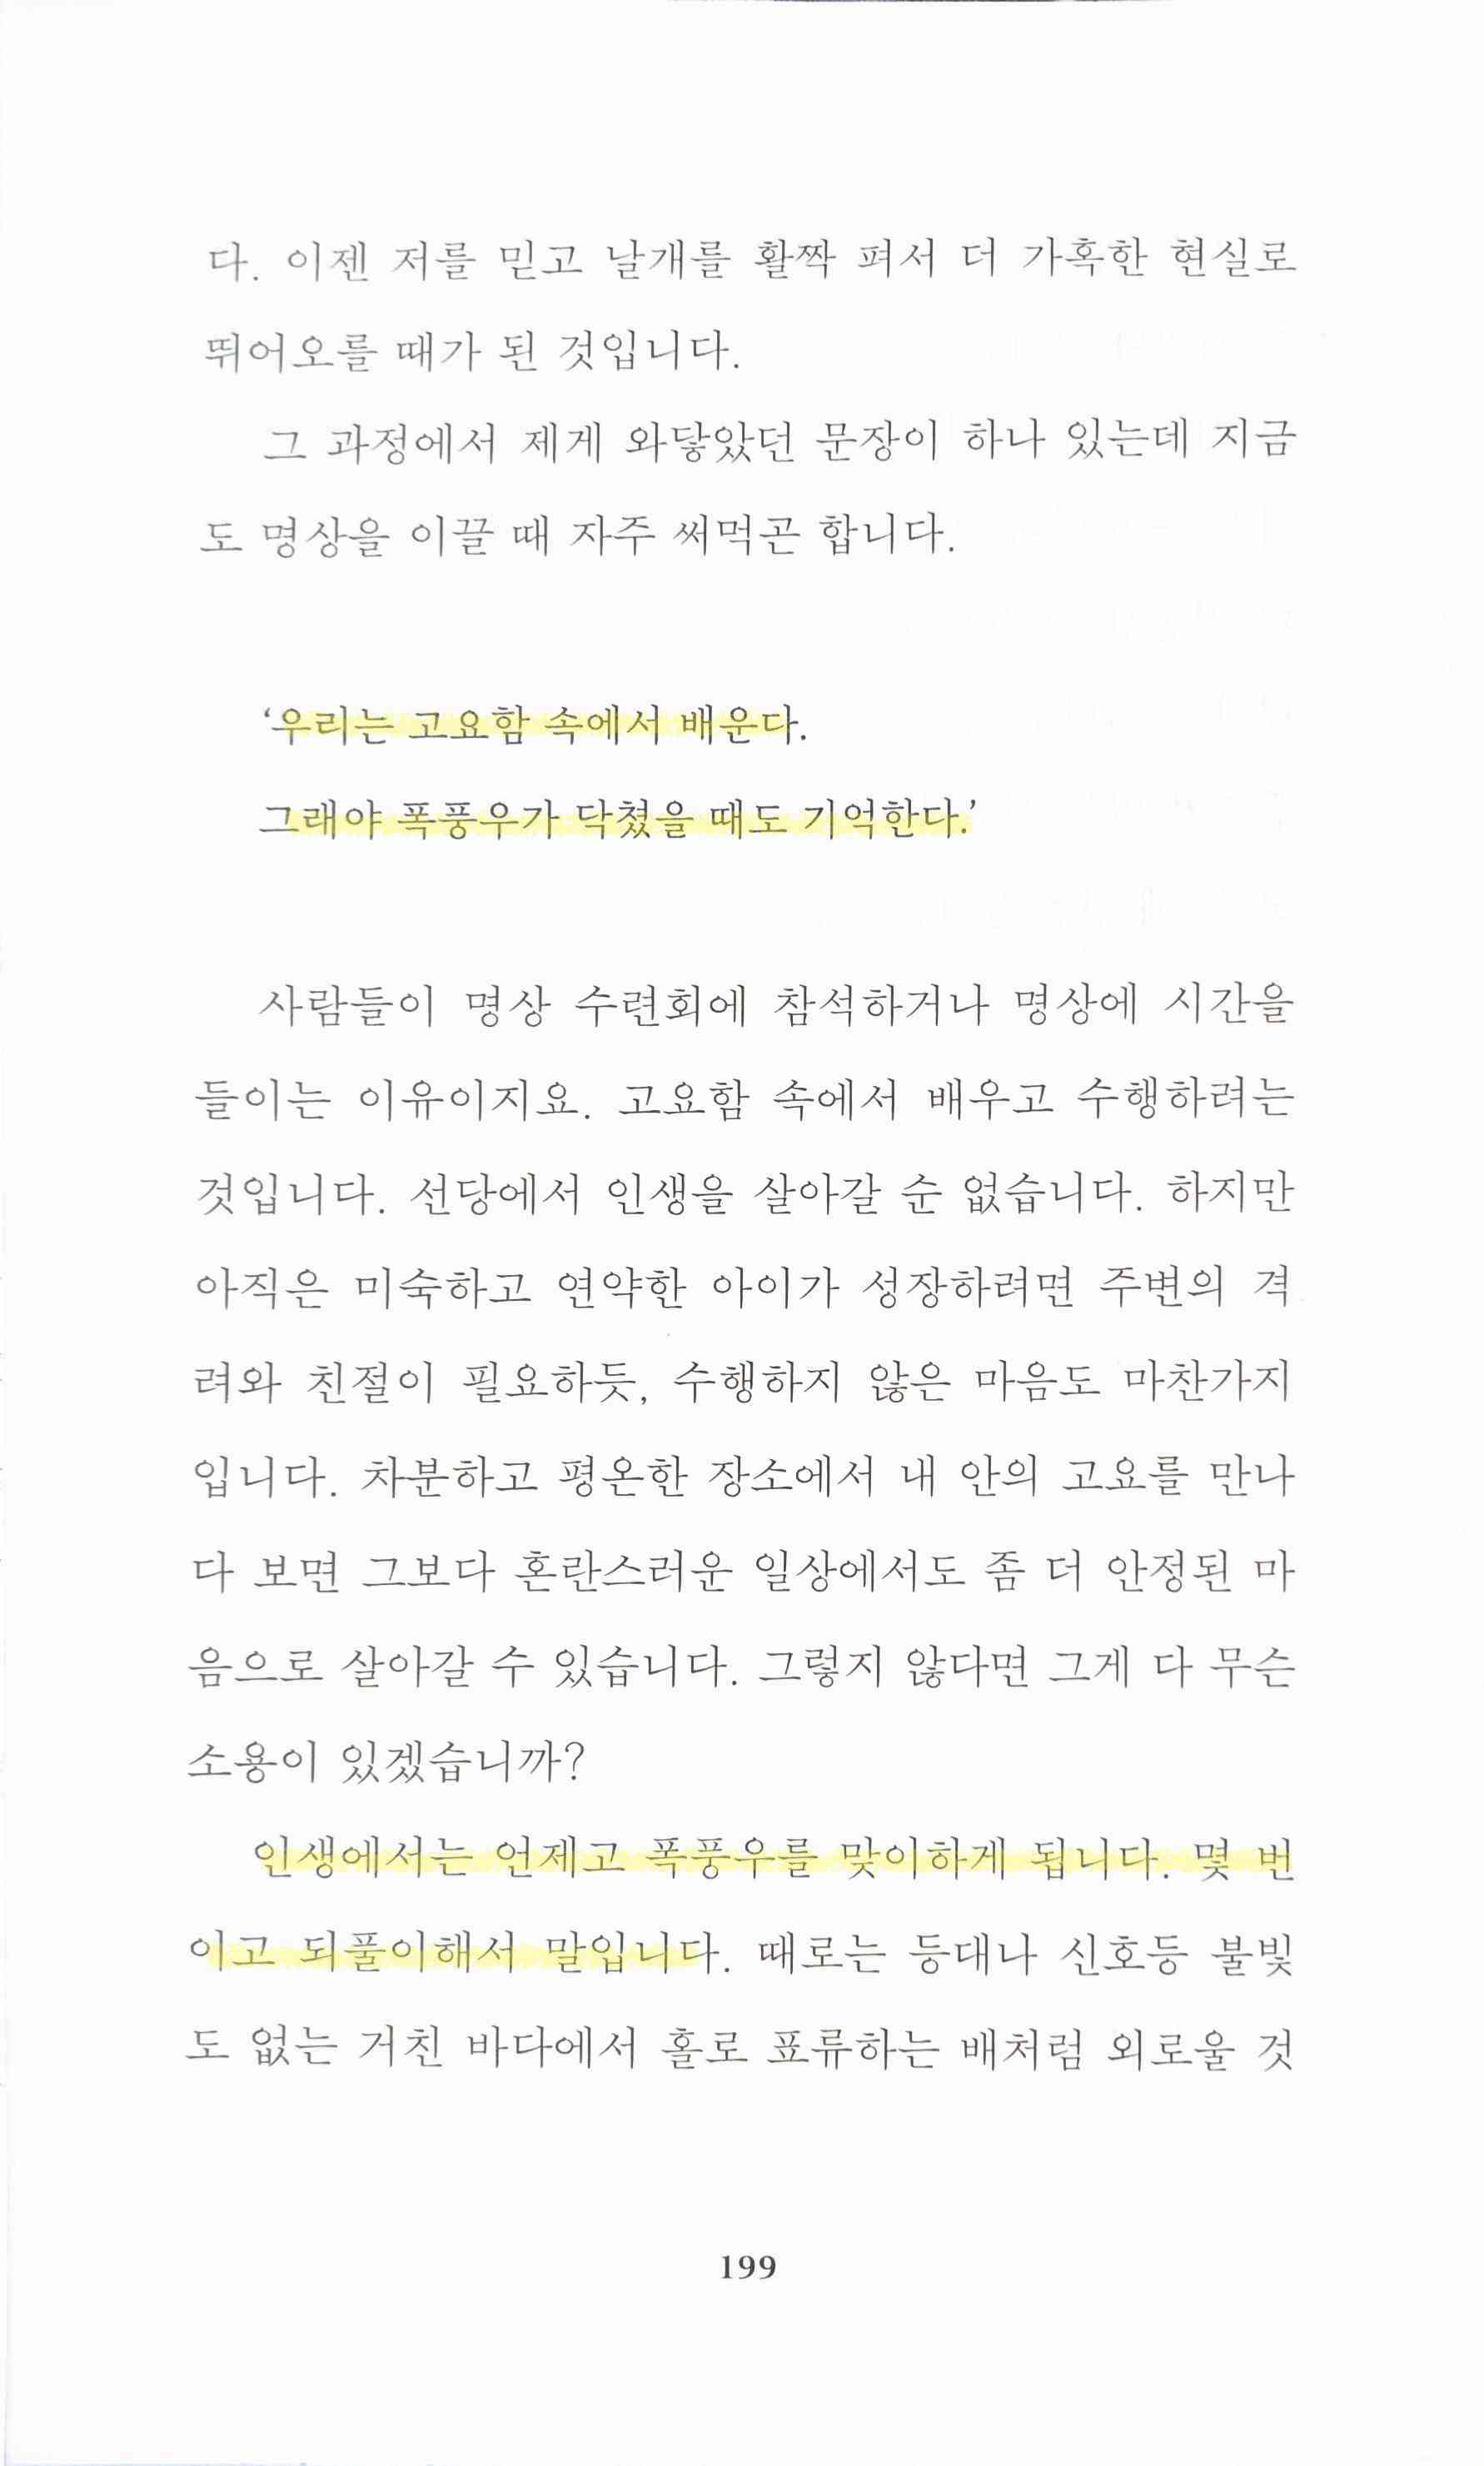 다. 이젠 저를 믿고 날개를 활짝 펴서 더 가혹한 현실로
뛰어오를 때가 된 것입니다.
그 과정에서 제게 와닿았던 문장이 하나 있는데 지금
도 명상을 이끌 때 자주 써먹곤 합니다.
‘우리는 고요함 속에서 배운다.
그래야 폭풍우가 닥쳤을 때도 기억한다.’
사람들이 명상 수련회에 참석하거나 명상에 시간을
들이는 이유이지요. 고요함 속에서 배우고 수행하려는
것입니다. 선당에서 인생을 살아갈 순 없습니다. 하지만
아직은 미숙하고 연약한 아이가 성장하려면 주변의 격
려와 친절이 필요하듯, 수행하지 않은 마음도 마찬가지
입니다. 차분하고 평온한 장소에서 내 안의 고요를 만나
다 보면 그보다 혼란스러운 일상에서도 좀 더 안정된 마
음으로 살아갈 수 있습니다. 그렇지 않다면 그게 다 무슨
소용이 있겠습니까?
인생에서는 언제고 폭풍우를 맞이하게 됩니다. 몇 번
이고 되풀이해서 말입니다. 때로는 등대나 신호등 불빛
도 없는 거친 바다에서 홀로 표류하는 배처럼 외로울 것
199